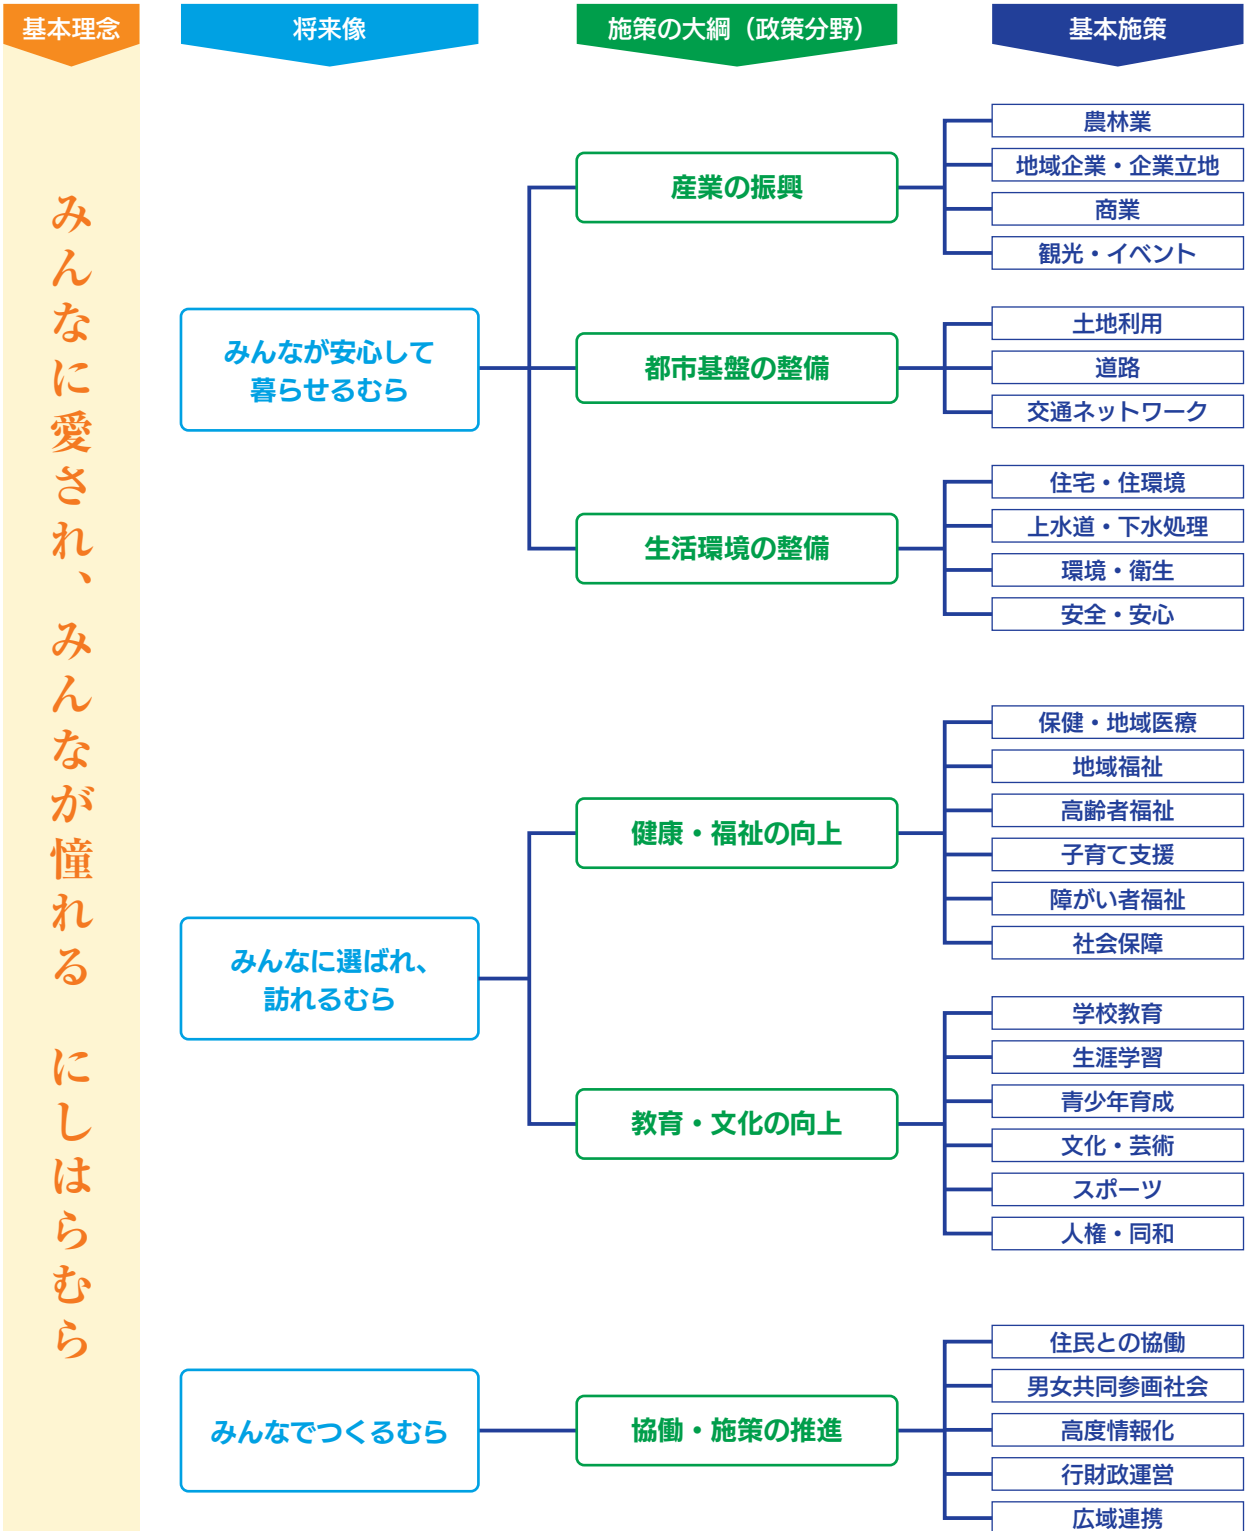 基本理念
将来像
施策の大綱（政策分野）
基本施策
みんなに愛され、みんなが憧れる　にしはらむら
みんなが安心して
暮らせるむら
産業の振興
農林業
地域企業・企業立地
商業
観光・イベント
都市基盤の整備
土地利用
道路
交通ネットワーク
生活環境の整備
住宅・住環境
上水道・下水処理
環境・衛生
安全・安心
みんなに選ばれ、
訪れるむら
健康・福祉の向上
保健・地域医療
地域福祉
高齢者福祉
子育て支援
障がい者福祉
社会保障
教育・文化の向上
学校教育
生涯学習
青少年育成
文化・芸術
スポーツ
人権・同和
みんなでつくるむら
協働・施策の推進
住民との協働
男女共同参画社会
高度情報化
行財政運営
広域連携